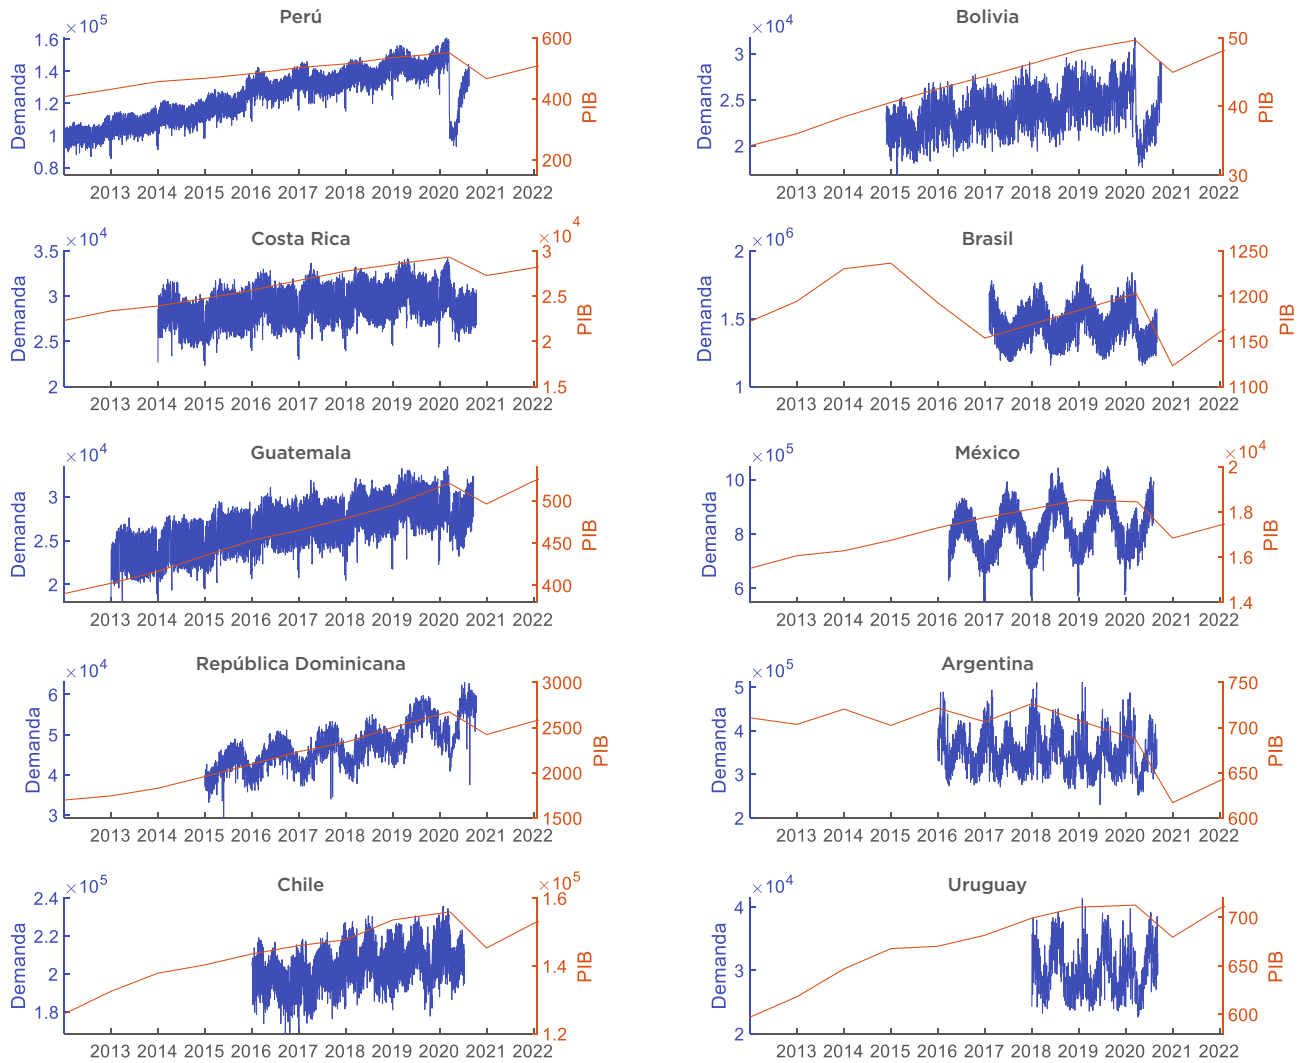 Perú
×10^5
1.6
1.4
1.2
1
0.8
Demanda
600
400
200
PIB
2013 2014 2015 2016 2017 2018 2019 2020 2021 2022
Bolivia
×10^4
3
2.5
2
Demanda
50
40
30
PIB
2013 2014 2015 2016 2017 2018 2019 2020 2021 2022
Costa Rica
×10^4
3.5
3
2.5
2
Demanda
×10^4
3
2.5
2
1.5
PIB
2013 2014 2015 2016 2017 2018 2019 2020 2021 2022
Brasil
×10^6
2
1.5
1
Demanda
1250
1200
1150
1100
PIB
2013 2014 2015 2016 2017 2018 2019 2020 2021 2022
Guatemala
×10^4
3
2.5
2
Demanda
500
450
400
PIB
2013 2014 2015 2016 2017 2018 2019 2020 2021 2022
México
×10^5
10
8
6
Demanda
×10^4
2
1.8
1.6
1.4
PIB
2013 2014 2015 2016 2017 2018 2019 2020 2021 2022
República Dominicana
×10^4
6
5
4
3
Demanda
3000
2500
2000
1500
PIB
2013 2014 2015 2016 2017 2018 2019 2020 2021 2022
Argentina
×10^5
5
4
3
2
Demanda
750
700
650
600
PIB
2013 2014 2015 2016 2017 2018 2019 2020 2021 2022
Chile
×10^5
2.4
2.2
2
1.8
Demanda
×10^5
1.6
1.4
1.2
PIB
2013 2014 2015 2016 2017 2018 2019 2020 2021 2022
Uruguay
×10^4
4
3
2
Demanda
700
650
600
PIB
2013 2014 2015 2016 2017 2018 2019 2020 2021 2022